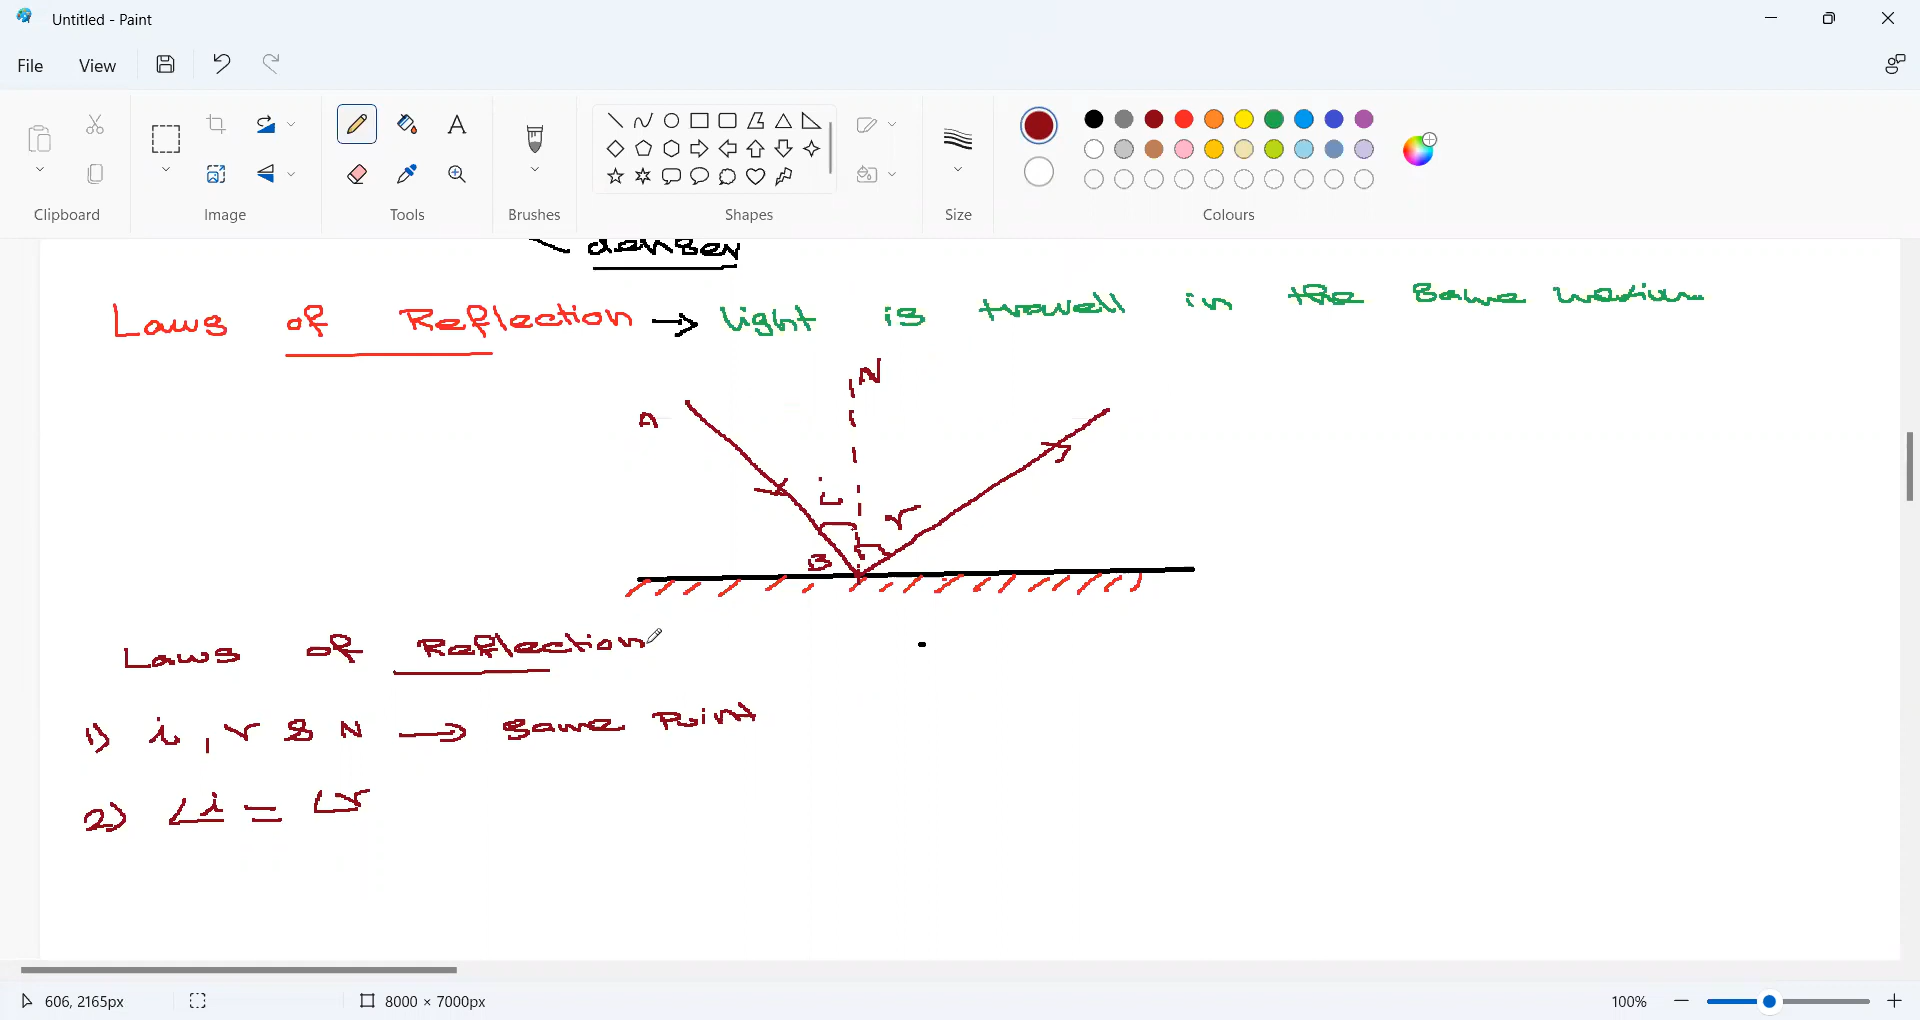 Untitled - Paint
File View
Clipboard Image Tools Brushes Shapes Size Colours
denser
Laws of Reflection → light is travell in the same medium
N
A
i
r
B
Laws of Reflection
1) i, r & N → same Point
2) ∠i = ∠r
606, 2165px 8000 × 7000px 100%